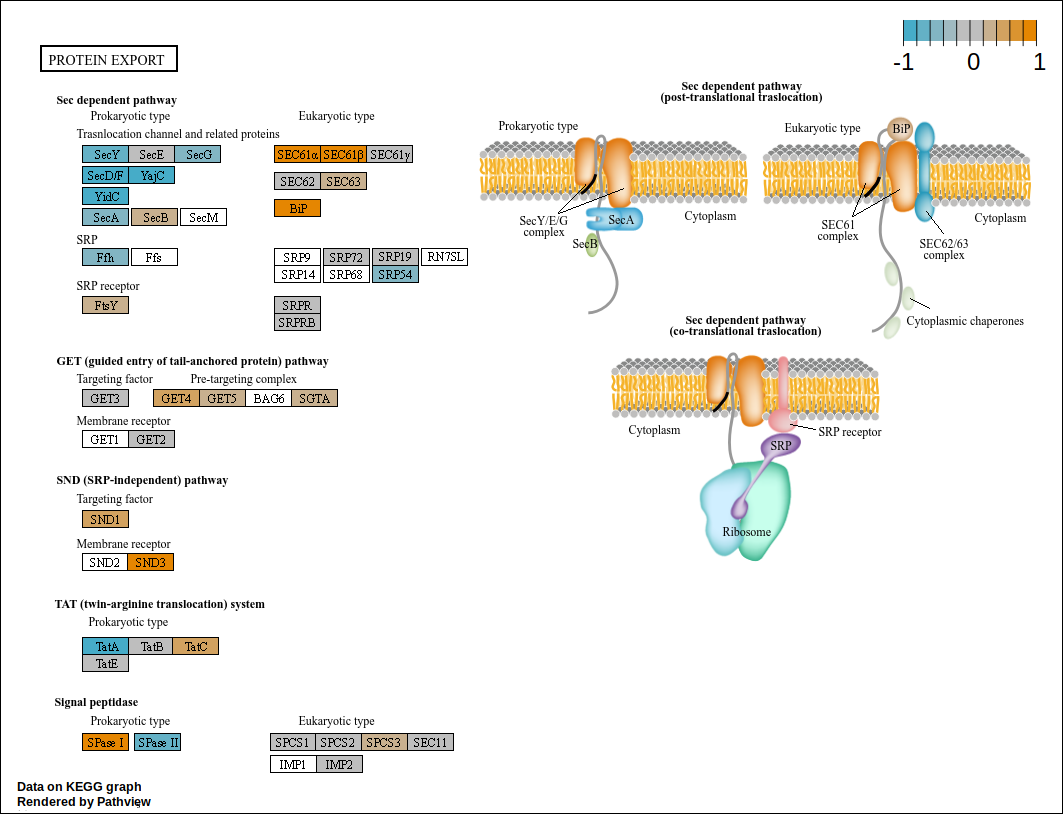 -1 0 1
PROTEIN EXPORT
Sec dependent pathway
Prokaryotic type Eukaryotic type
Trasnlocation channel and related proteins
SecY SecE SecG SEC61α SEC61β SEC61γ
SecD/F YajC SEC62 SEC63
YidC BiP
SecA SecB SecM
SRP
Ffh Ffs SRP9 SRP72 SRP19 RN7SL
SRP14 SRP68 SRP54
SRP receptor
FtsY SRPR
SRPRB
GET (guided entry of tail-anchored protein) pathway
Targeting factor Pre-targeting complex
GET3 GET4 GET5 BAG6 SGTA
Membrane receptor
GET1 GET2
SND (SRP-independent) pathway
Targeting factor
SND1
Membrane receptor
SND2 SND3
TAT (twin-arginine translocation) system
Prokaryotic type
TatA TatB TatC
TatE
Signal peptidase
Prokaryotic type Eukaryotic type
SPase I SPase II SPCS1 SPCS2 SPCS3 SEC11
IMP1 IMP2
Data on KEGG graph
Rendered by Pathview
Sec dependent pathway
(post-translational traslocation)
Prokaryotic type
SecY/E/G
complex
SecA
SecB
Cytoplasm
Eukaryotic type
BiP
SEC61
complex
SEC62/63
complex
Cytoplasm
Cytoplasmic chaperones
Sec dependent pathway
(co-translational traslocation)
Cytoplasm
SRP receptor
SRP
Ribosome